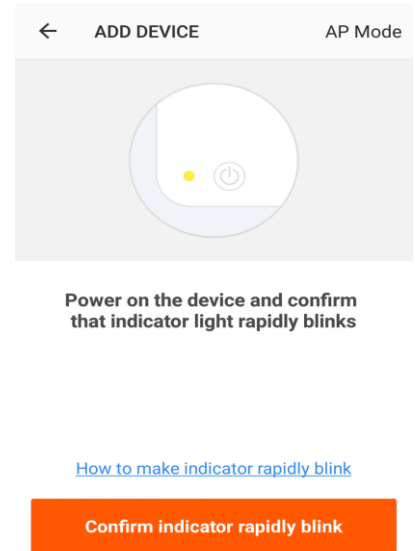 ADD DEVICE AP Mode
Power on the device and confirm
that indicator light rapidly blinks
How to make indicator rapidly blink
Confirm indicator rapidly blink